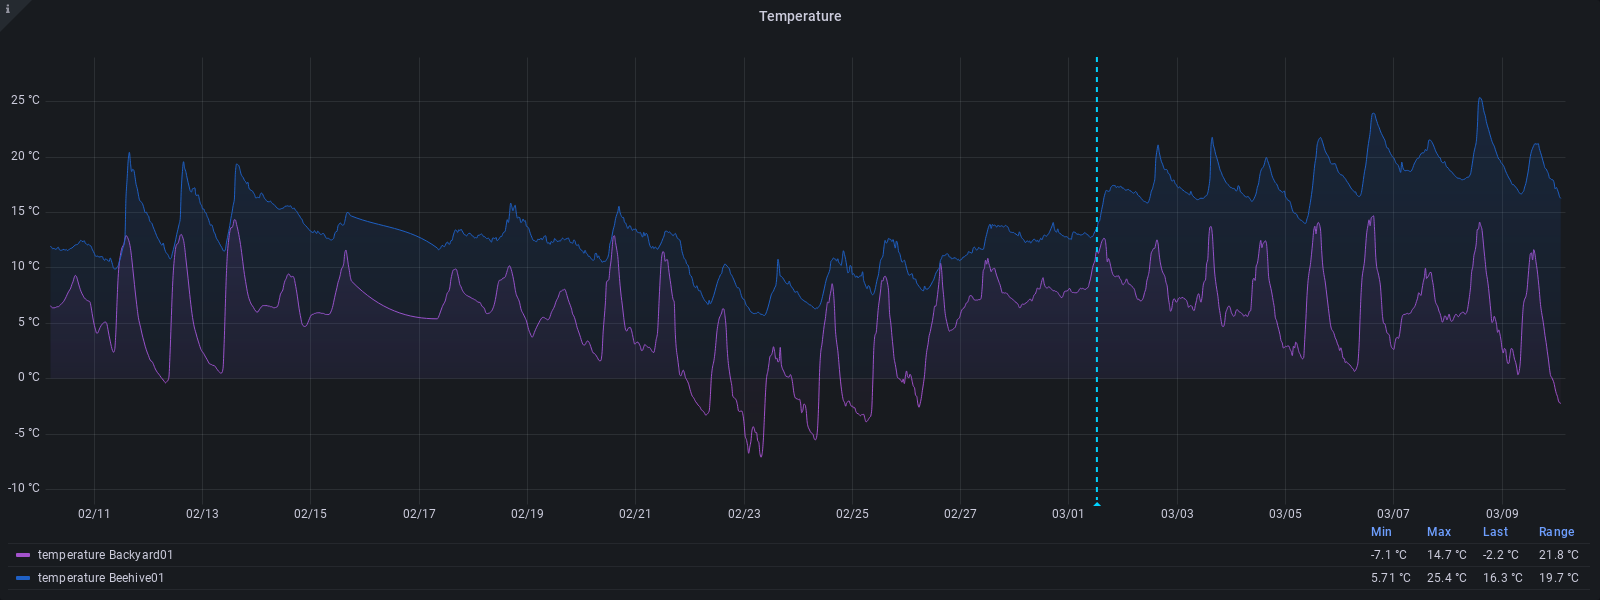 i
Temperature
25 °C
20 °C
15 °C
10 °C
5 °C
0 °C
-5 °C
-10 °C
02/11 02/13 02/15 02/17 02/19 02/21 02/23 02/25 02/27 03/01 03/03 03/05 03/07 03/09
Min Max Last Range
temperature Backyard01 -7.1 °C 14.7 °C -2.2 °C 21.8 °C
temperature Beehive01 5.71 °C 25.4 °C 16.3 °C 19.7 °C